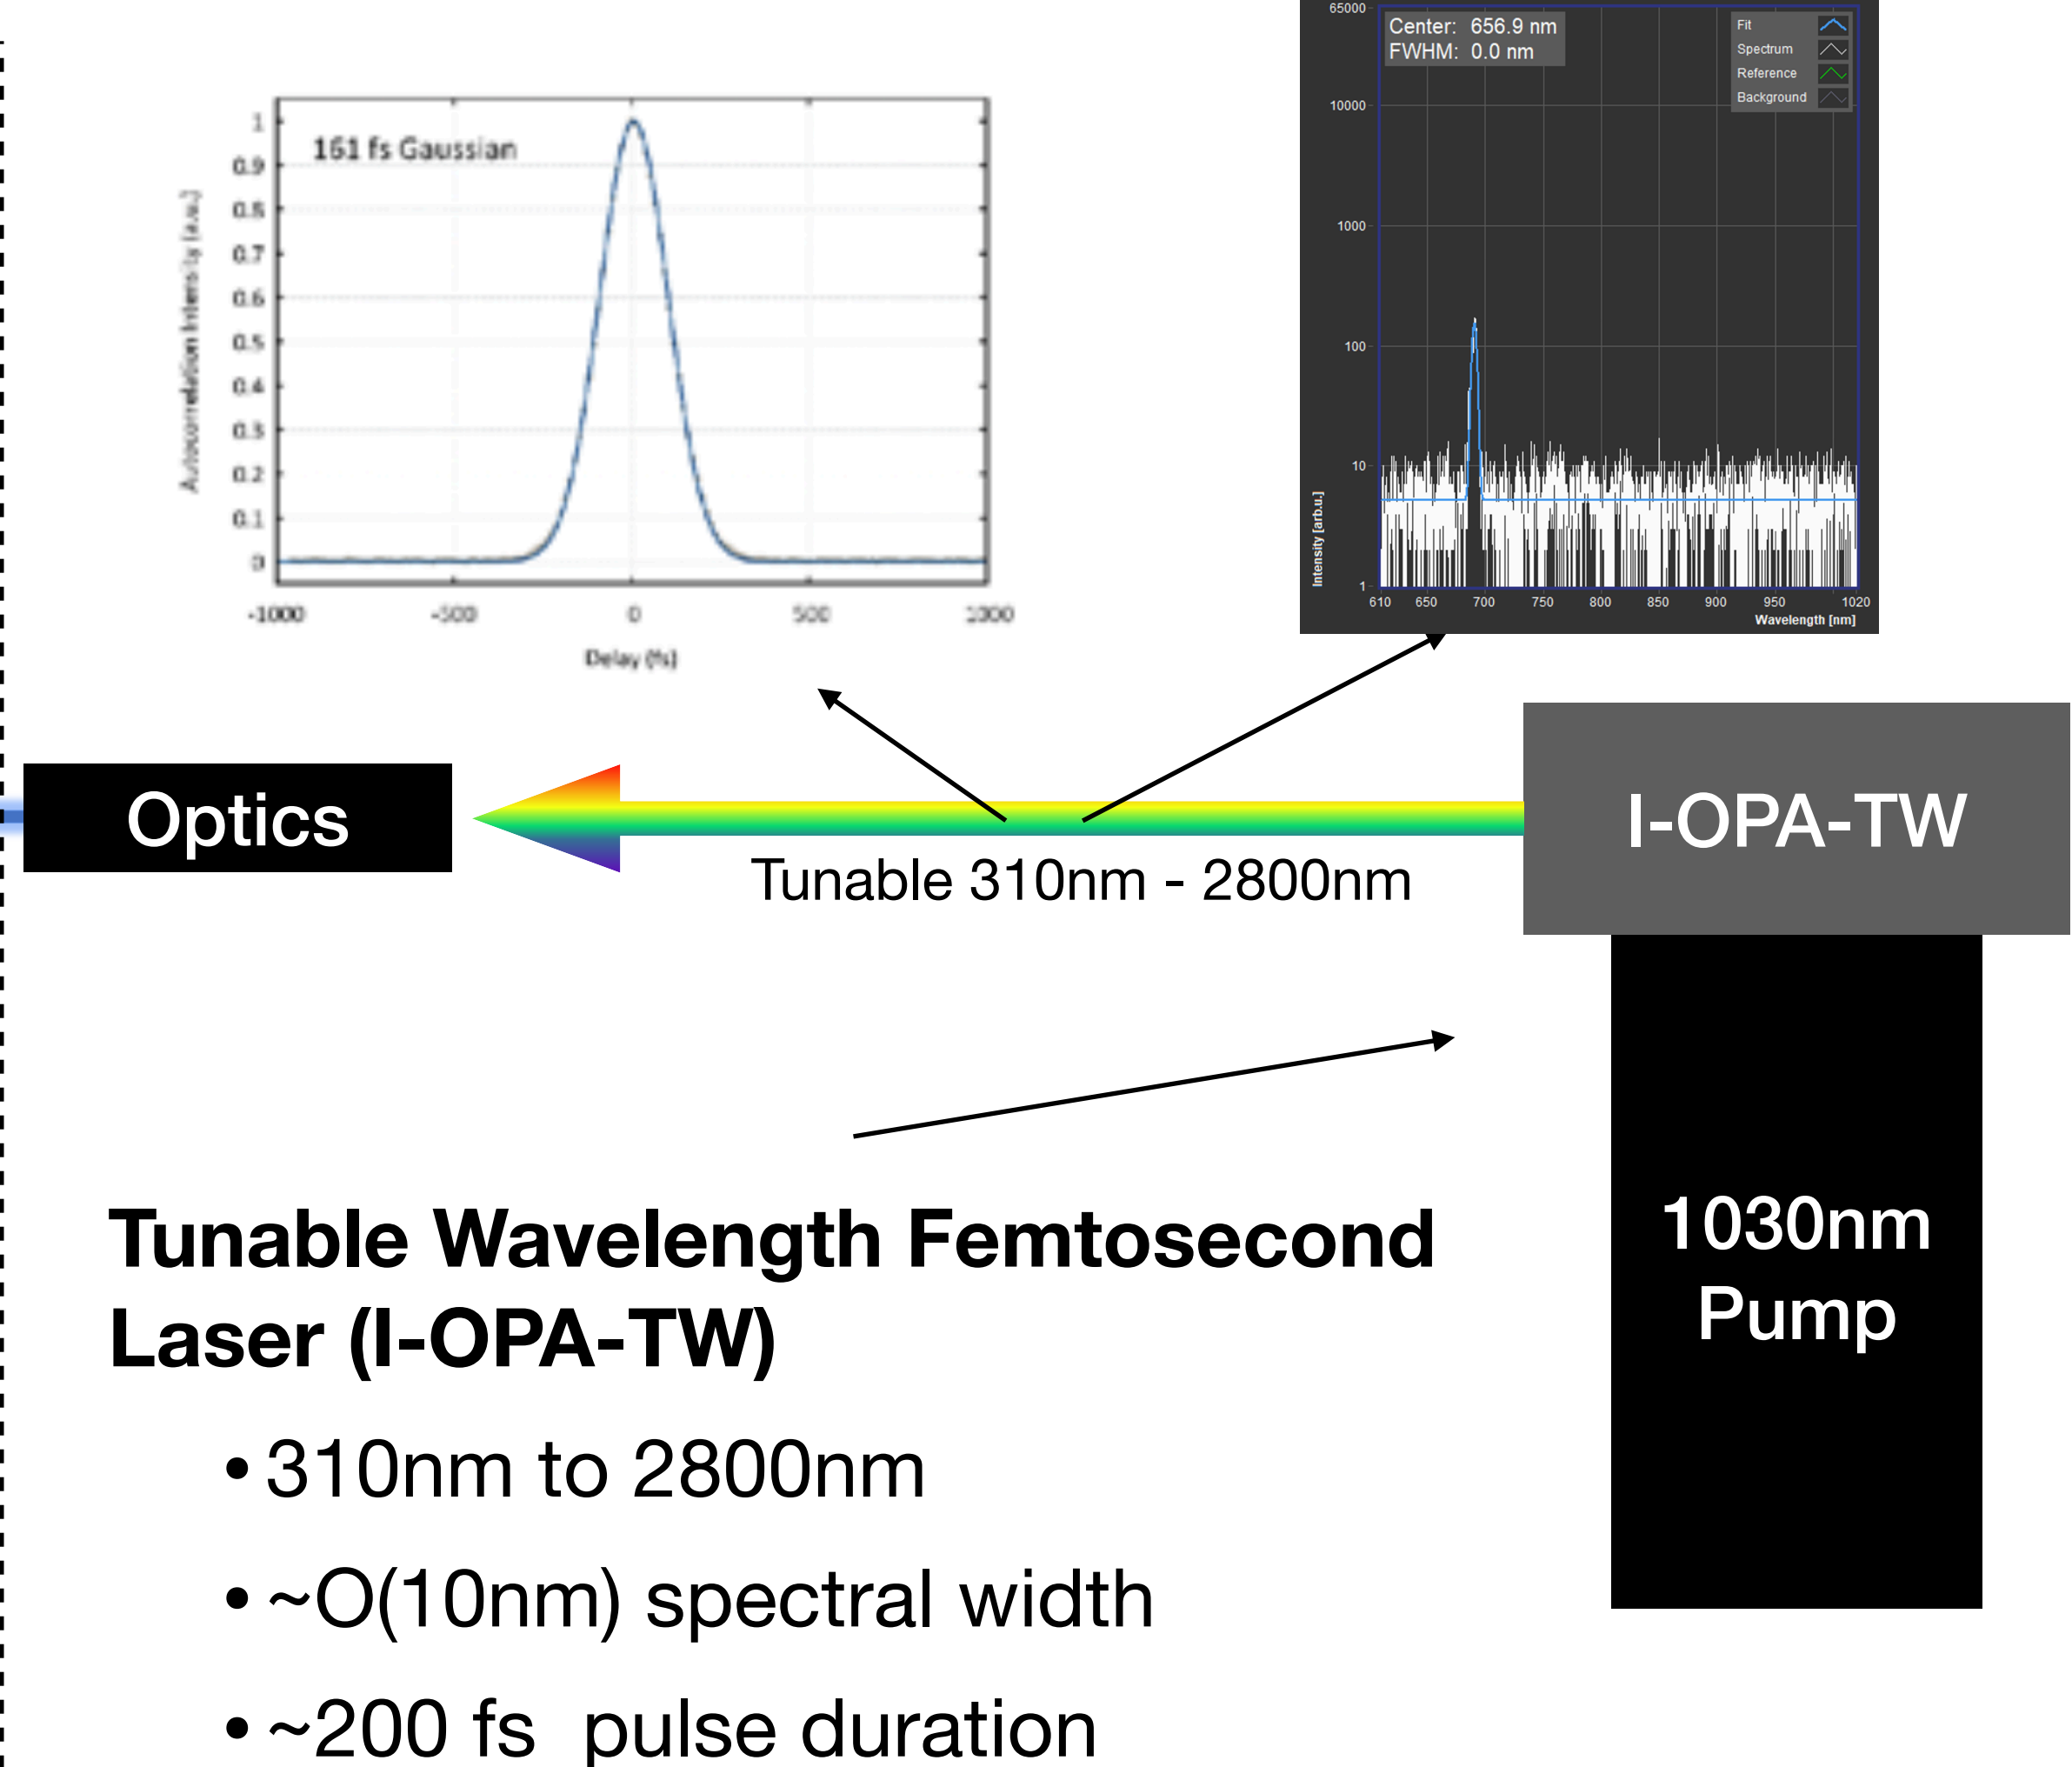 161 fs Gaussian
1
0.9
0.8
0.7
0.6
0.5
0.4
0.3
0.2
0.1
0
-1000
-500
0
500
1000
Delay (fs)
Autocorrelation Intensity (a.u.)
Center: 656.9 nm
FWHM: 0.0 nm
Fit
Spectrum
Reference
Background
65000
10000
1000
100
10
1
Intensity [arb.u.]
610 650 700 750 800 850 900 950 1020
Wavelength [nm]
Optics
Tunable 310nm - 2800nm
I-OPA-TW
1030nm
Pump
Tunable Wavelength Femtosecond
Laser (I-OPA-TW)
• 310nm to 2800nm
• ~O(10nm) spectral width
• ~200 fs pulse duration